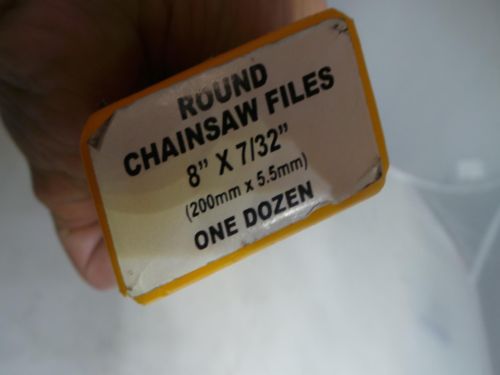 ROUND
CHAINSAW FILES
8” X 7/32”
(200mm x 5.5mm)
ONE DOZEN